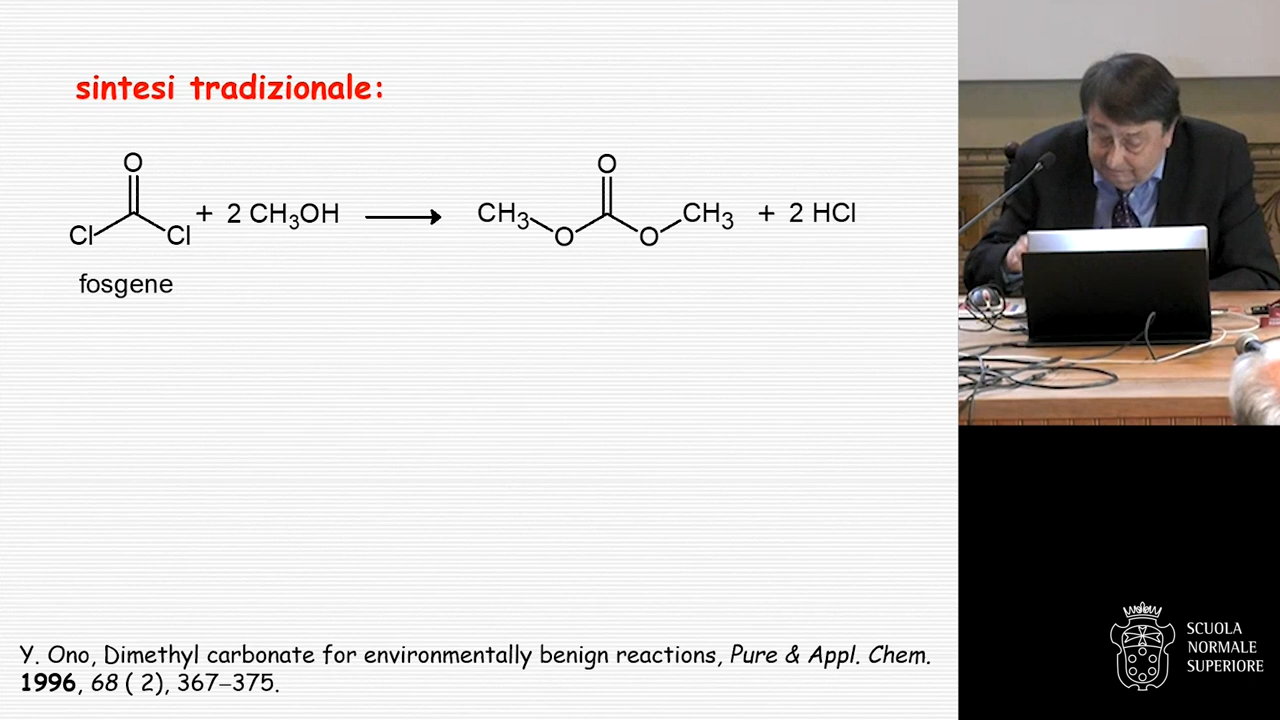 sintesi tradizionale:
O
Cl Cl + 2 CH3OH
O
CH3 O O CH3 + 2 HCl
fosgene
Y. Ono, Dimethyl carbonate for environmentally benign reactions, Pure & Appl. Chem.
1996, 68 ( 2), 367–375.
SCUOLA
NORMALE
SUPERIORE